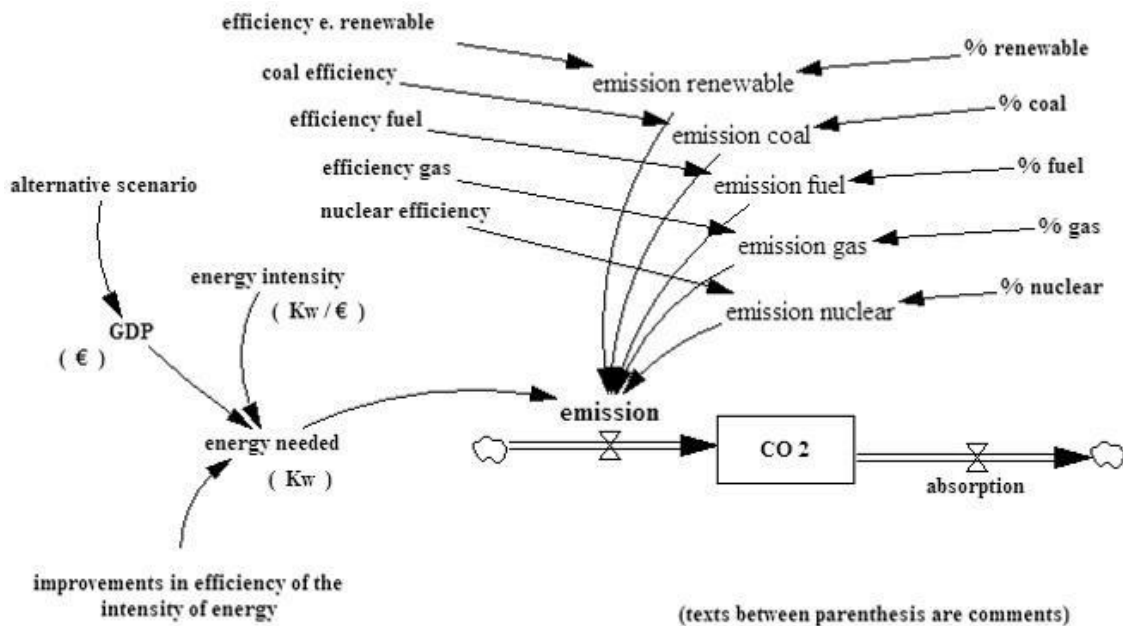 efficiency e. renewable
% renewable
coal efficiency
emission renewable
% coal
efficiency fuel
emission coal
% fuel
efficiency gas
emission fuel
alternative scenario
nuclear efficiency
% gas
emission gas
energy intensity
% nuclear
( Kw / € )
emission nuclear
GDP
( € )
emission
energy needed
CO 2
( Kw )
absorption
improvements in efficiency of the
intensity of energy
(texts between parenthesis are comments)